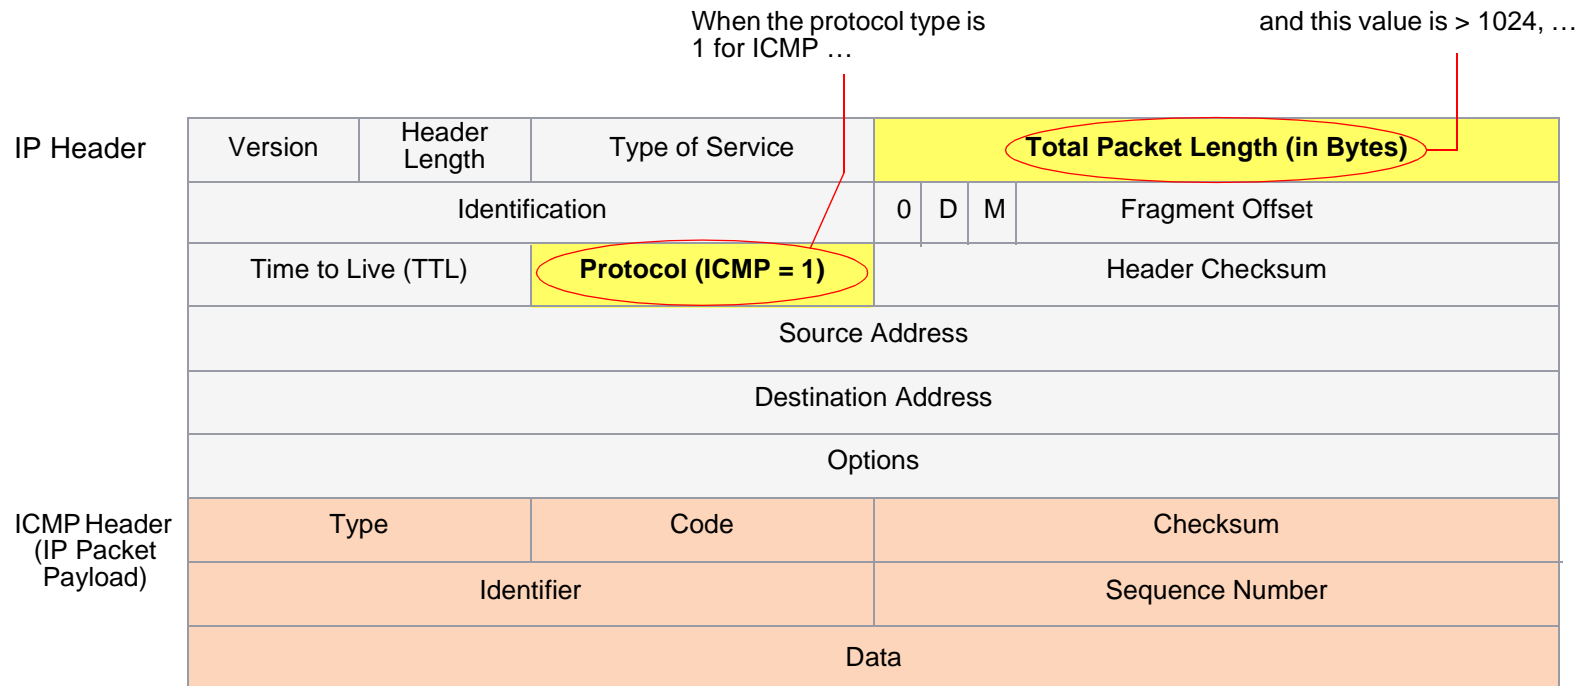 When the protocol type is
1 for ICMP …
and this value is > 1024, …
IP Header
Version
Header
Length
Type of Service
Total Packet Length (in Bytes)
Identification
0
D
M
Fragment Offset
Time to Live (TTL)
Protocol (ICMP = 1)
Header Checksum
Source Address
Destination Address
Options
ICMP Header
(IP Packet
Payload)
Type
Code
Checksum
Identifier
Sequence Number
Data